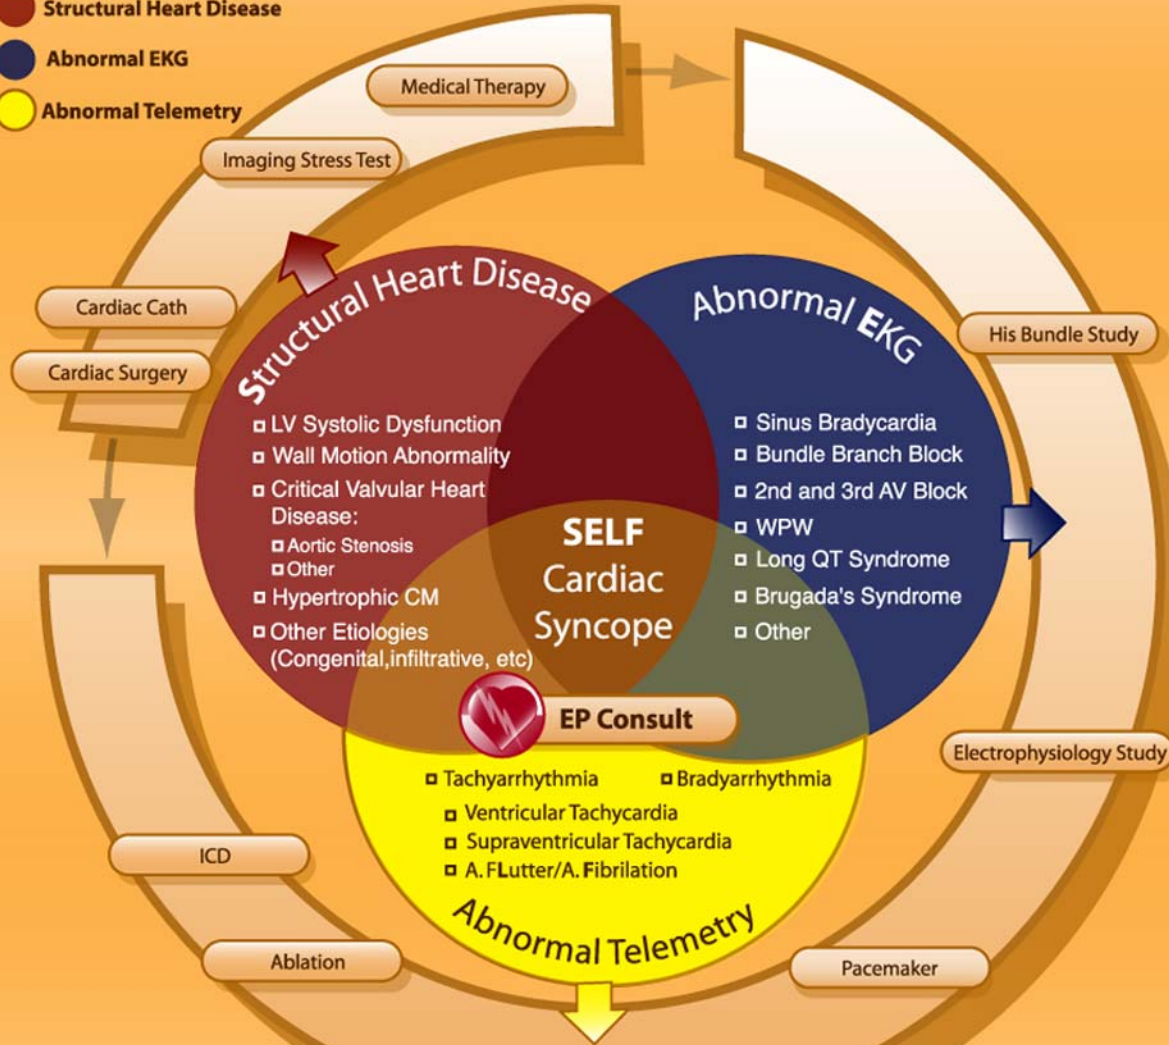 Structural Heart Disease
Abnormal EKG
Abnormal Telemetry
Medical Therapy
Imaging Stress Test
Cardiac Cath
Cardiac Surgery
Structural Heart Disease
▫ LV Systolic Dysfunction
▫ Wall Motion Abnormality
▫ Critical Valvular Heart
Disease:
▫ Aortic Stenosis
▫ Other
▫ Hypertrophic CM
▫ Other Etiologies
(Congenital,infiltrative, etc)
Abnormal EKG
▫ Sinus Bradycardia
▫ Bundle Branch Block
▫ 2nd and 3rd AV Block
▫ WPW
▫ Long QT Syndrome
▫ Brugada's Syndrome
▫ Other
SELF
Cardiac
Syncope
EP Consult
▫ Tachyarrhythmia
▫ Bradyarrhythmia
▫ Ventricular Tachycardia
▫ Supraventricular Tachycardia
▫ A. FLutter/A. Fibrilation
Abnormal Telemetry
His Bundle Study
Electrophysiology Study
Pacemaker
Ablation
ICD